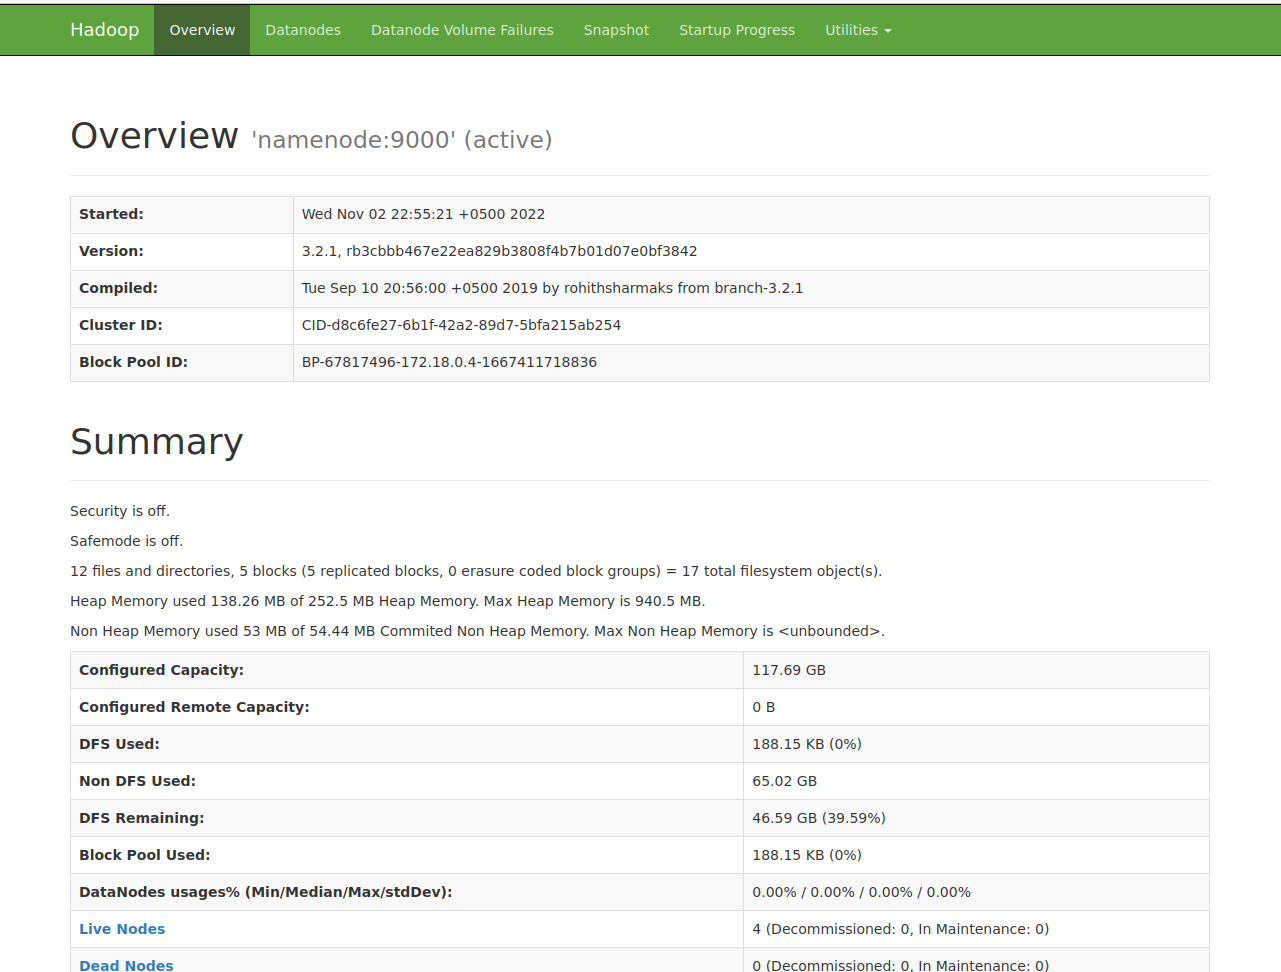 Hadoop Overview Datanodes Datanode Volume Failures Snapshot Startup Progress Utilities
Overview 'namenode:9000' (active)
Started: Wed Nov 02 22:55:21 +0500 2022
Version: 3.2.1, rb3cbbb467e22ea829b3808f4b7b01d07e0bf3842
Compiled: Tue Sep 10 20:56:00 +0500 2019 by rohithsharmaks from branch-3.2.1
Cluster ID: CID-d8c6fe27-6b1f-42a2-89d7-5bfa215ab254
Block Pool ID: BP-67817496-172.18.0.4-1667411718836
Summary
Security is off.
Safemode is off.
12 files and directories, 5 blocks (5 replicated blocks, 0 erasure coded block groups) = 17 total filesystem object(s).
Heap Memory used 138.26 MB of 252.5 MB Heap Memory. Max Heap Memory is 940.5 MB.
Non Heap Memory used 53 MB of 54.44 MB Commited Non Heap Memory. Max Non Heap Memory is <unbounded>.
Configured Capacity: 117.69 GB
Configured Remote Capacity: 0 B
DFS Used: 188.15 KB (0%)
Non DFS Used: 65.02 GB
DFS Remaining: 46.59 GB (39.59%)
Block Pool Used: 188.15 KB (0%)
DataNodes usages% (Min/Median/Max/stdDev): 0.00% / 0.00% / 0.00% / 0.00%
Live Nodes 4 (Decommissioned: 0, In Maintenance: 0)
Dead Nodes 0 (Decommissioned: 0, In Maintenance: 0)